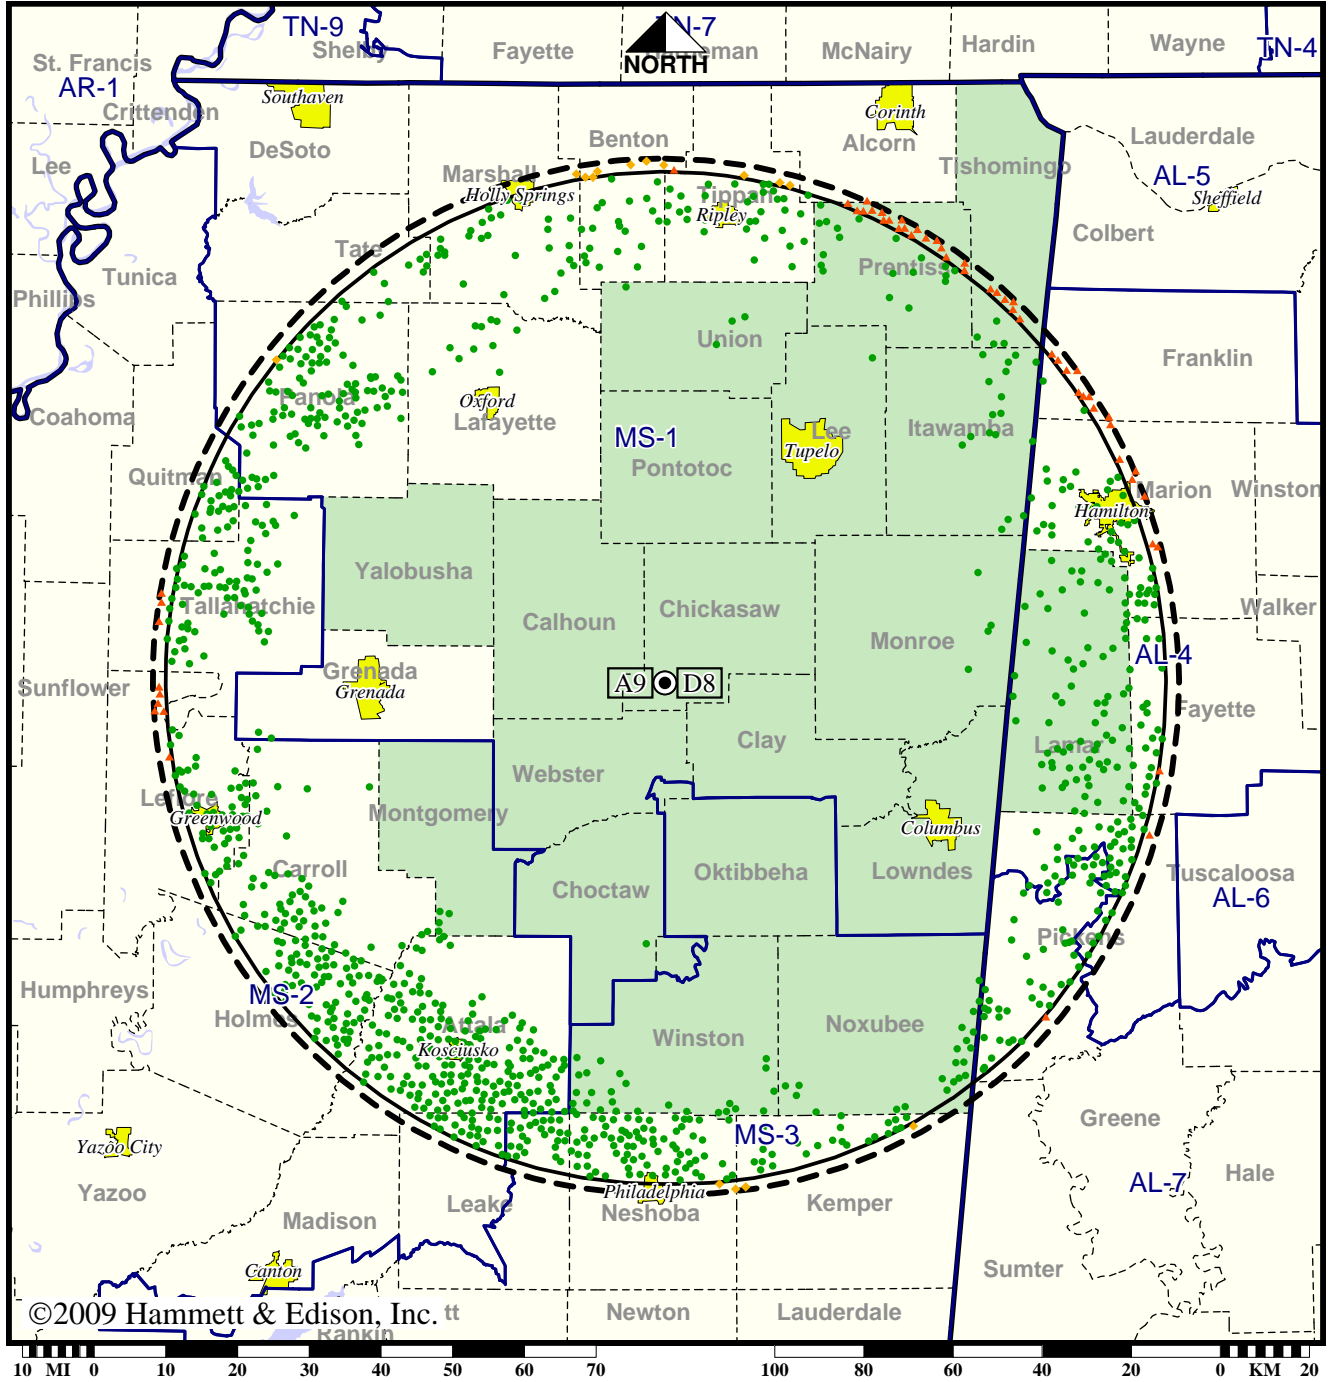 TN-9
TN-7
Shelby
Fayette
McNairy
Hardin
Wayne
TN-4
NORTH
St. Francis
AR-1
Crittenden
Southaven
Corinth
DeSoto
Benton
Alcorn
Lauderdale
Lee
Marshall
Tishomingo
AL-5
Holly Springs
Tippah
Ripley
Sheffield
Tate
Colbert
Tunica
Prentiss
Phillips
Union
Franklin
Panola
Oxford
Lafayette
Coahoma
MS-1
Lee
Itawamba
Tupelo
Pontotoc
Quitman
Marion
Winston
Hamilton
Yalobusha
Tallahatchie
Calhoun
Chickasaw
Walker
Monroe
AL-4
Grenada
Grenada
Sunflower
A9
D8
Fayette
Clay
Lamar
Webster
Leflore
Greenwood
Montgomery
Columbus
Carroll
Choctaw
Oktibbeha
Lowndes
Tuscaloosa
AL-6
Pickens
Humphreys
MS-2
Holmes
Attala
Kosciusko
Winston
Noxubee
Greene
MS-3
Yazoo City
Yazoo
AL-7
Hale
Philadelphia
Leake
Neshoba
Kemper
Madison
Canton
Sumter
©2009 Hammett & Edison, Inc.
tt
Newton
Lauderdale
Rankin
10 MI 0 10 20 30 40 50 60 70 100 80 60 40 20 0 KM 20